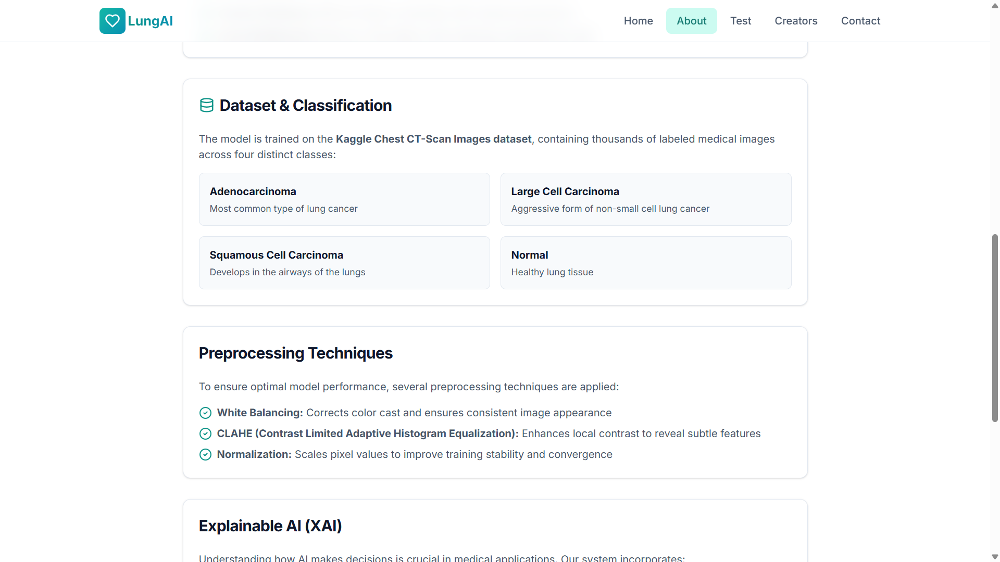 LungAI
Home
About
Test
Creators
Contact
Dataset & Classification
The model is trained on the Kaggle Chest CT-Scan Images dataset, containing thousands of labeled medical images
across four distinct classes:
Adenocarcinoma
Most common type of lung cancer
Large Cell Carcinoma
Aggressive form of non-small cell lung cancer
Squamous Cell Carcinoma
Develops in the airways of the lungs
Normal
Healthy lung tissue
Preprocessing Techniques
To ensure optimal model performance, several preprocessing techniques are applied:
White Balancing: Corrects color cast and ensures consistent image appearance
CLAHE (Contrast Limited Adaptive Histogram Equalization): Enhances local contrast to reveal subtle features
Normalization: Scales pixel values to improve training stability and convergence
Explainable AI (XAI)
Understanding how AI makes decisions is crucial in medical applications. Our system incorporates: